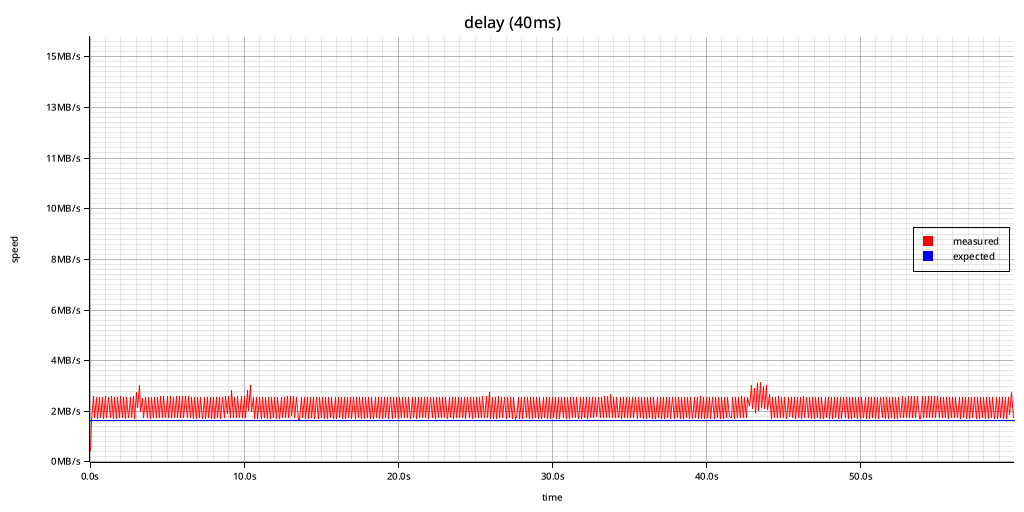 delay (40ms)
15MB/s
13MB/s
11MB/s
10MB/s
8MB/s
6MB/s
4MB/s
2MB/s
0MB/s
speed
measured
expected
0.0s
10.0s
20.0s
30.0s
40.0s
50.0s
time